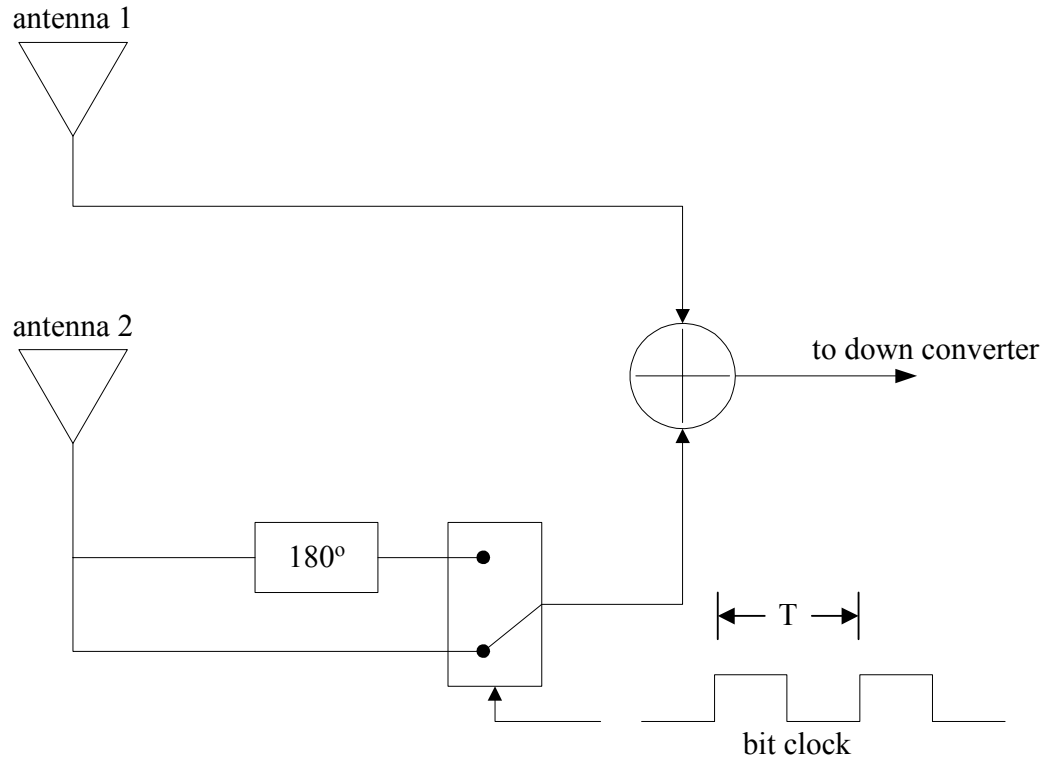 antenna 1
antenna 2
to down converter
180º
T
bit clock